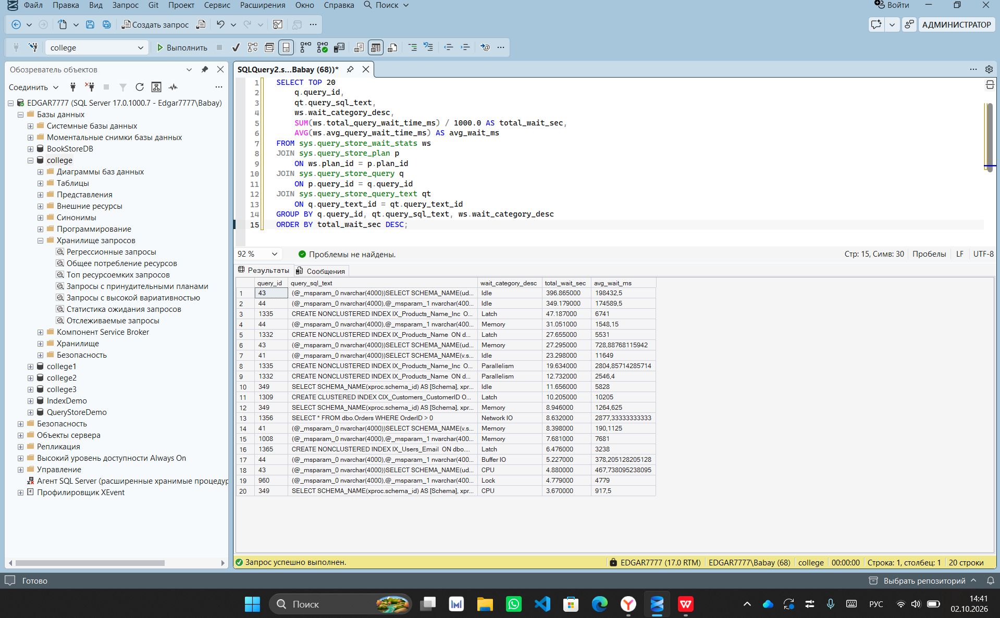 Файл Правка Вид Запрос Git Проект Сервис Расширения Окно Справка Поиск Войти
Создать запрос АДМИНИСТРАТОР
college Выполнить
Обозреватель объектов
Соединить
EDGAR7777 (SQL Server 17.0.1000.7 - Edgar7777\Babay)
Базы данных
Системные базы данных
Моментальные снимки базы данных
BookStoreDB
college
Диаграммы баз данных
Таблицы
Представления
Внешние ресурсы
Синонимы
Программирование
Хранилище запросов
Регрессионные запросы
Общее потребление ресурсов
Топ ресурсоемких запросов
Запросы с принудительными планами
Запросы с высокой вариативностью
Статистика ожидания запросов
Отслеживаемые запросы
Компонент Service Broker
Хранилище
Безопасность
college1
college2
college3
IndexDemo
QueryStoreDemo
Безопасность
Объекты сервера
Репликация
Высокий уровень доступности Always On
Управление
Агент SQL Server (расширенные хранимые процедур
Профилировщик XEvent
SQLQuery2.s...Babay (68))*
1 SELECT TOP 20
2 q.query_id,
3 qt.query_sql_text,
4 ws.wait_category_desc,
5 SUM(ws.total_query_wait_time_ms) / 1000.0 AS total_wait_sec,
6 AVG(ws.avg_query_wait_time_ms) AS avg_wait_ms
7 FROM sys.query_store_wait_stats ws
8 JOIN sys.query_store_plan p
9 ON ws.plan_id = p.plan_id
10 JOIN sys.query_store_query q
11 ON p.query_id = q.query_id
12 JOIN sys.query_store_query_text qt
13 ON q.query_text_id = qt.query_text_id
14 GROUP BY q.query_id, qt.query_sql_text, ws.wait_category_desc
15 ORDER BY total_wait_sec DESC;
92 % Проблемы не найдены. Стр: 15, Симв: 30 Пробелы LF UTF-8
Результаты Сообщения
query_id query_sql_text wait_category_desc total_wait_sec avg_wait_ms
1 43 (@_msparam_0 nvarchar(4000))SELECT SCHEMA_NAME(ud... Idle 396.865000 198432,5
2 44 (@_msparam_0 nvarchar(4000),@_msparam_1 nvarchar(400... Idle 349.179000 174589,5
3 1335 CREATE NONCLUSTERED INDEX IX_Products_Name_Inc O... Latch 47.187000 6741
4 44 (@_msparam_0 nvarchar(4000),@_msparam_1 nvarchar(400... Memory 31.051000 1548,15
5 1332 CREATE NONCLUSTERED INDEX IX_Products_Name ON d... Latch 27.655000 5531
6 43 (@_msparam_0 nvarchar(4000))SELECT SCHEMA_NAME(ud... Memory 27.295000 728,88768115942
7 41 (@_msparam_0 nvarchar(4000))SELECT SCHEMA_NAME(v.s... Idle 23.298000 11649
8 1335 CREATE NONCLUSTERED INDEX IX_Products_Name_Inc O... Parallelism 19.634000 2804,85714285714
9 1332 CREATE NONCLUSTERED INDEX IX_Products_Name ON d... Parallelism 12.732000 2546,4
10 349 SELECT SCHEMA_NAME(xproc.schema_id) AS [Schema], xpr... Idle 11.656000 5828
11 1309 CREATE CLUSTERED INDEX CIX_Customers_CustomerID O... Latch 10.205000 10205
12 349 SELECT SCHEMA_NAME(xproc.schema_id) AS [Schema], xpr... Memory 8.946000 1264,625
13 1356 SELECT * FROM dbo.Orders WHERE OrderID > 0 Network IO 8.632000 2877,33333333333
14 41 (@_msparam_0 nvarchar(4000))SELECT SCHEMA_NAME(v.s... Memory 8.398000 190,1125
15 1008 (@_msparam_0 nvarchar(4000),@_msparam_1 nvarchar(400... Memory 7.681000 7681
16 1365 CREATE NONCLUSTERED INDEX IX_Users_Email ON dbo.... Latch 6.476000 3238
17 44 (@_msparam_0 nvarchar(4000),@_msparam_1 nvarchar(400... Buffer IO 5.227000 378,205128205128
18 43 (@_msparam_0 nvarchar(4000))SELECT SCHEMA_NAME(ud... CPU 4.880000 467,738095238095
19 960 (@_msparam_0 nvarchar(4000),@_msparam_1 nvarchar(400... Lock 4.779000 4779
20 349 SELECT SCHEMA_NAME(xproc.schema_id) AS [Schema], xpr... CPU 3.670000 917,5
Запрос успешно выполнен. EDGAR7777 (17.0 RTM) EDGAR7777\Babay (68) college 00:00:00 Строка: 1, столбец: 1 20 строки
Готово Выбрать репозиторий
Поиск РУС 14:41
02.10.2026